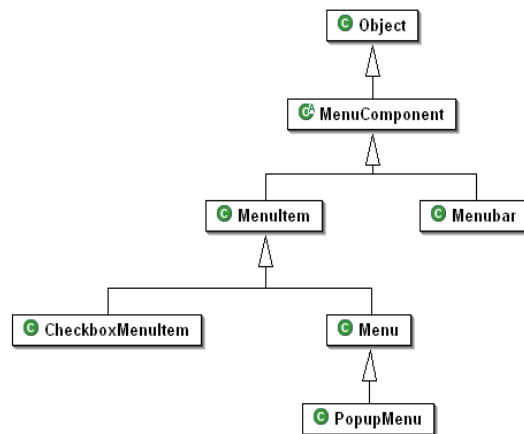 C Object
C MenuComponent
C MenuItem
C Menubar
C CheckboxMenuItem
C Menu
C PopupMenu